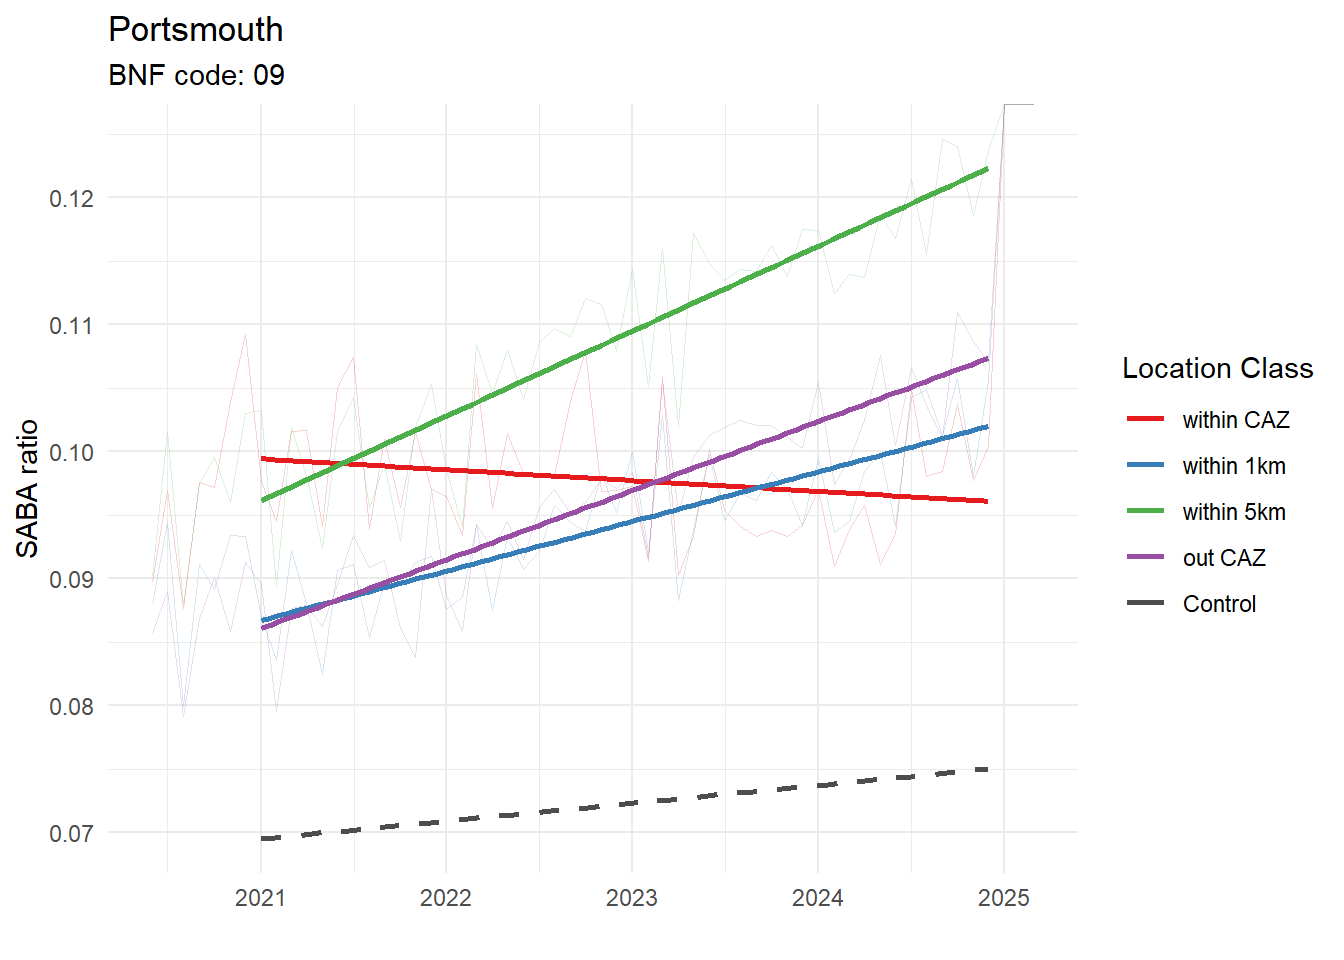 Portsmouth
BNF code: 09
SABA ratio
0.12
0.11
0.10
0.09
0.08
0.07
2021 2022 2023 2024 2025
Location Class
within CAZ
within 1km
within 5km
out CAZ
Control